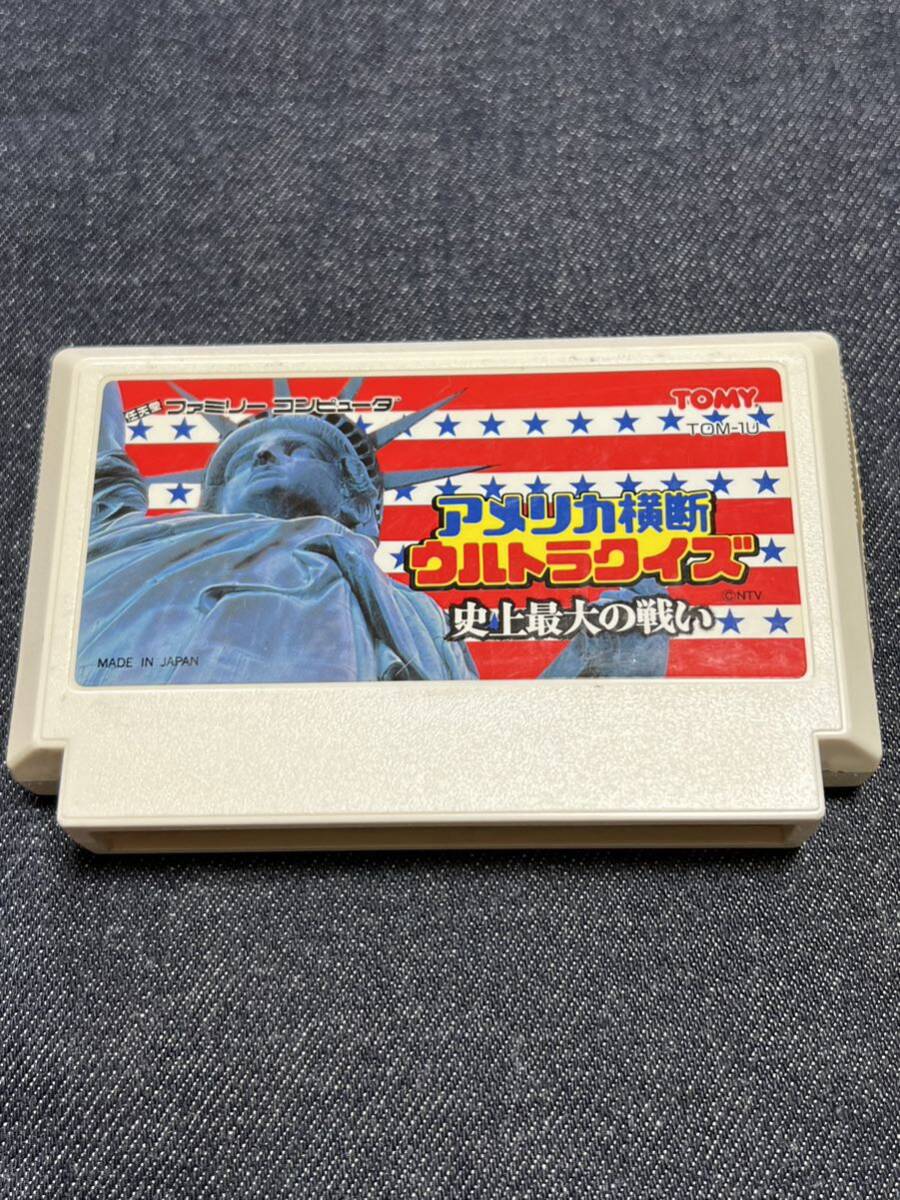 任天堂 ファミリー コンピュータ
TOMY
TOM-1U
アメリカ横断
ウルトラクイズ
©NTV
史上最大の戦い
MADE IN JAPAN